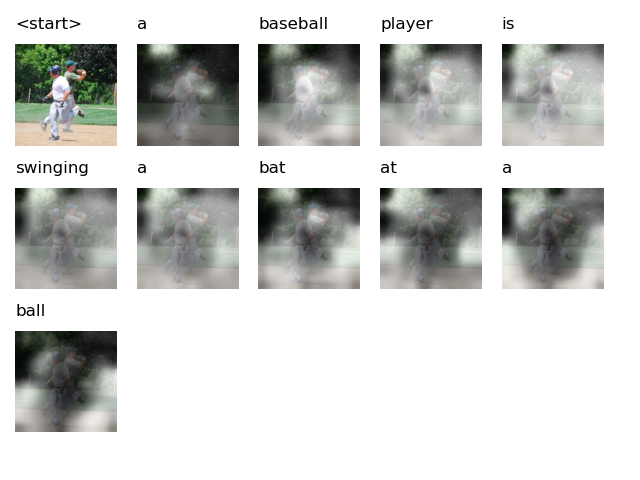 <start> a baseball player is
swinging a bat at a
ball